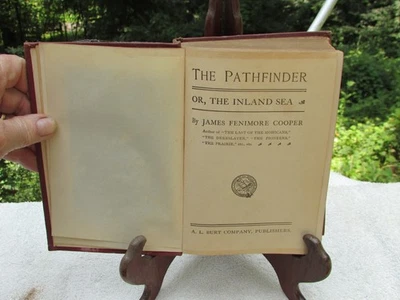 THE PATHFINDER
OR, THE INLAND SEA
By JAMES FENIMORE COOPER
Author of "THE LAST OF THE MOHICANS,"
"THE DEERSLAYER," "THE PIONEERS,"
"THE PRAIRIE," etc., etc.
A. L. BURT COMPANY, PUBLISHERS